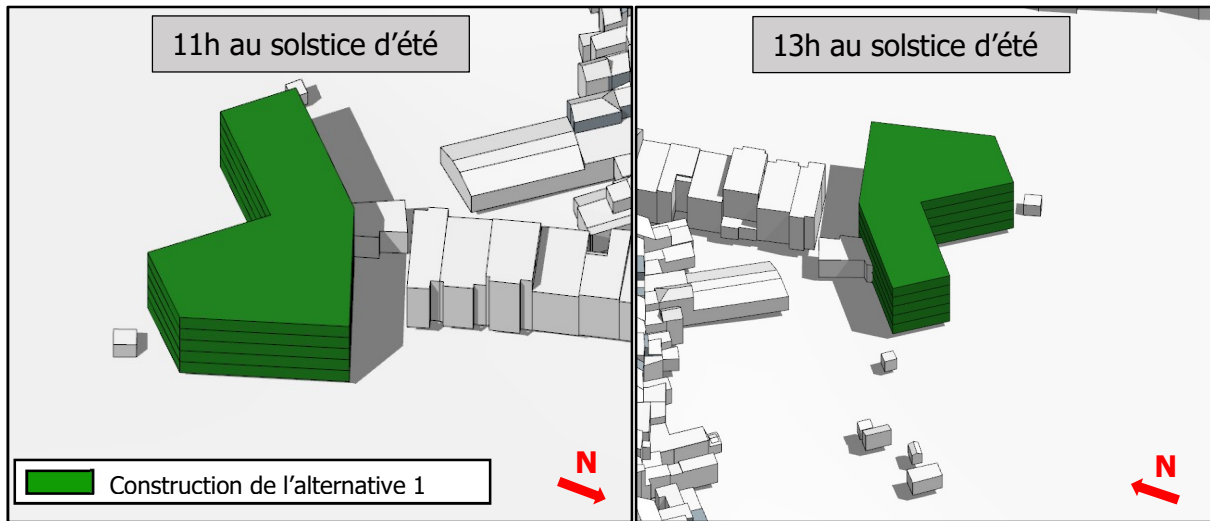 11h au solstice d’été
13h au solstice d’été
Construction de l’alternative 1
N
N